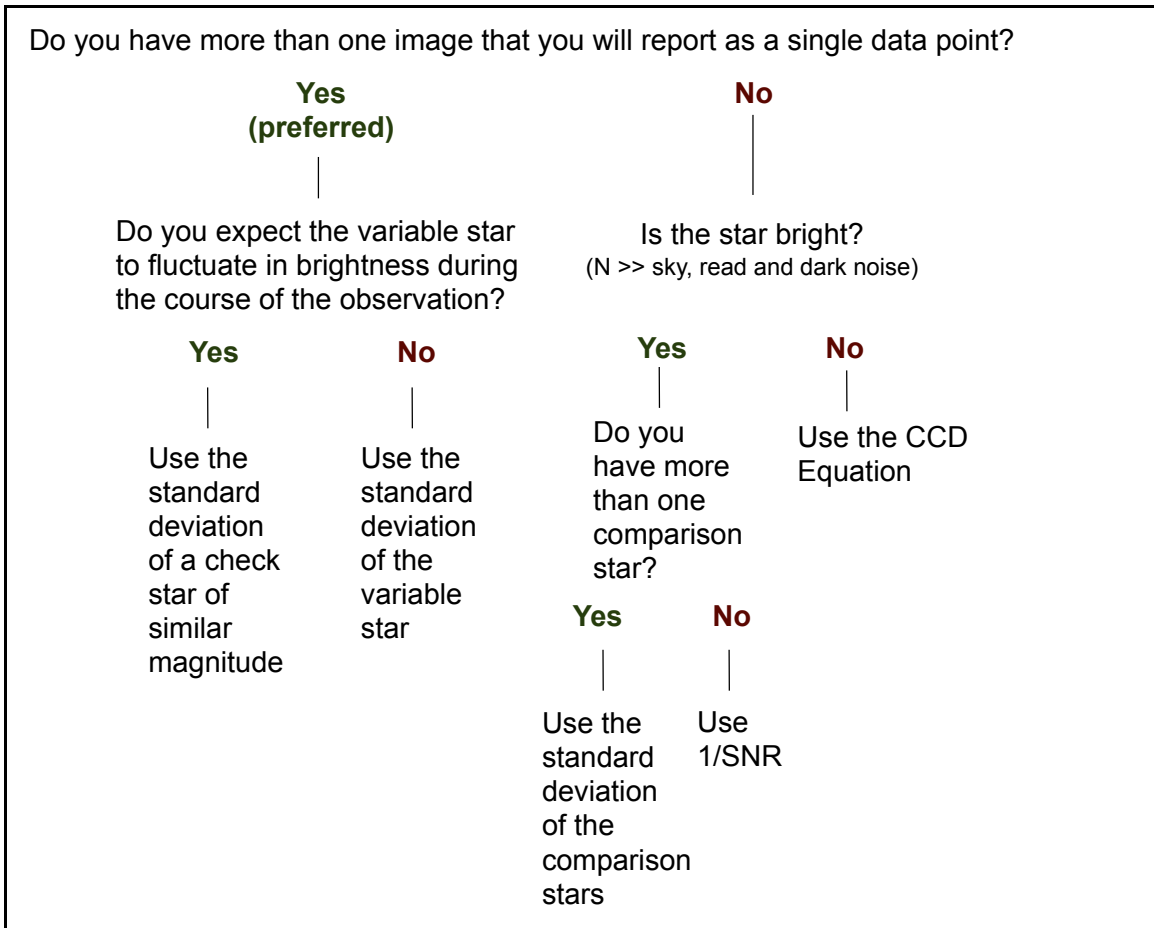 Do you have more than one image that you will report as a single data point?
Yes
(preferred)
No
Do you expect the variable star
to fluctuate in brightness during
the course of the observation?
Is the star bright?
(N >> sky, read and dark noise)
Yes
No
Yes
No
Use the
standard
deviation
of a check
star of
similar
magnitude
Use the
standard
deviation
of the
variable
star
Do you
have more
than one
comparison
star?
Use the CCD
Equation
Yes
No
Use the
standard
deviation
of the
comparison
stars
Use
1/SNR